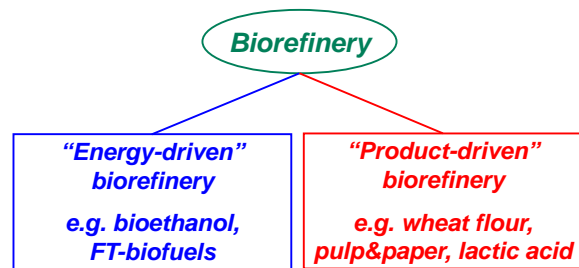 Biorefinery
“Energy-driven”
biorefinery
e.g. bioethanol,
FT-biofuels
“Product-driven”
biorefinery
e.g. wheat flour,
pulp&paper, lactic acid